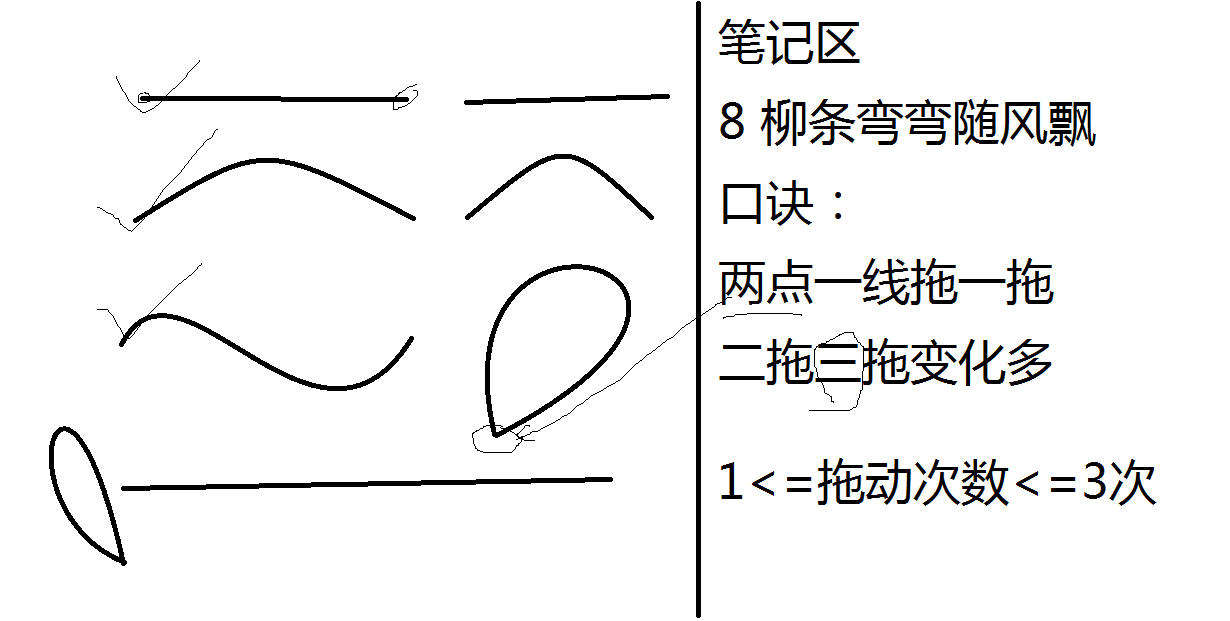 笔记区
8 柳条弯弯随风飘
口诀：
两点一线拖一拖
二拖三拖变化多
1<=拖动次数<=3次